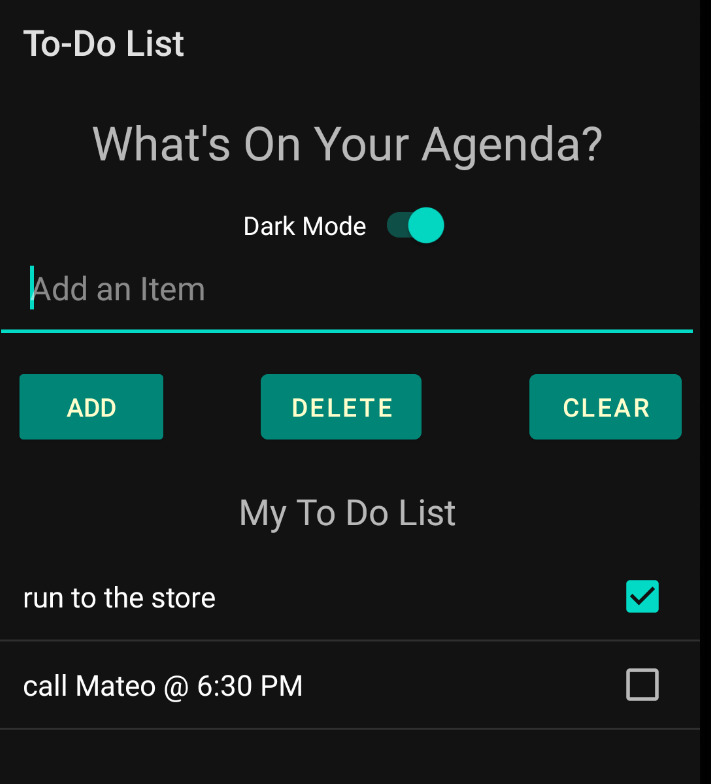 To-Do List
What's On Your Agenda?
Dark Mode
Add an Item
ADD DELETE CLEAR
My To Do List
run to the store
call Mateo @ 6:30 PM